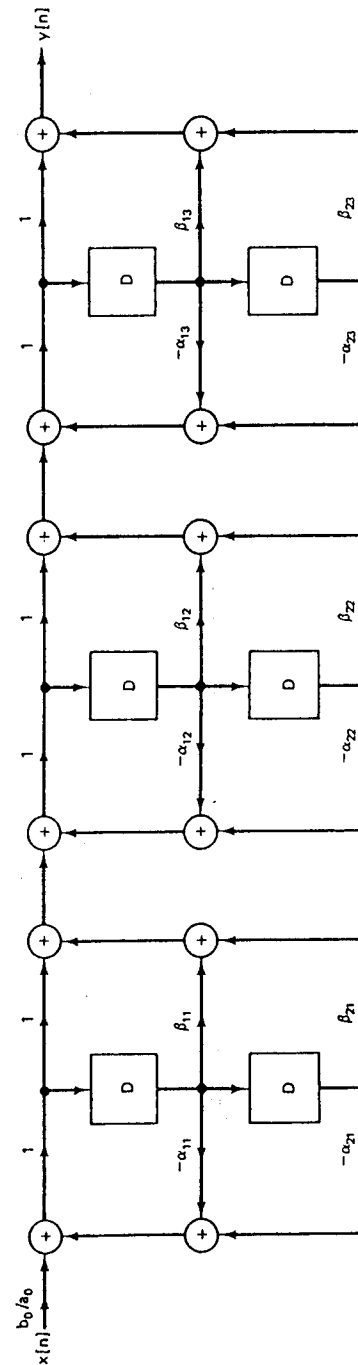 x[n]
b₀/a₀
1
1
1
1
1
1
y[n]
D
D
D
-α₁₁
β₁₁
-α₁₂
β₁₂
-α₁₃
β₁₃
D
D
D
-α₂₁
β₂₁
-α₂₂
β₂₂
-α₂₃
β₂₃
+
+
+
+
+
+
+
+
+
+
+
+